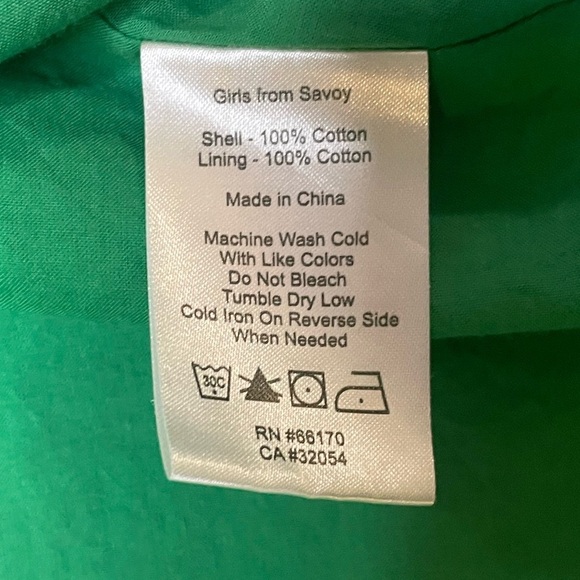 Girls from Savoy
Shell - 100% Cotton
Lining - 100% Cotton
Made in China
Machine Wash Cold
With Like Colors
Do Not Bleach
Tumble Dry Low
Cold Iron On Reverse Side
When Needed
30C
RN #66170
CA #32054